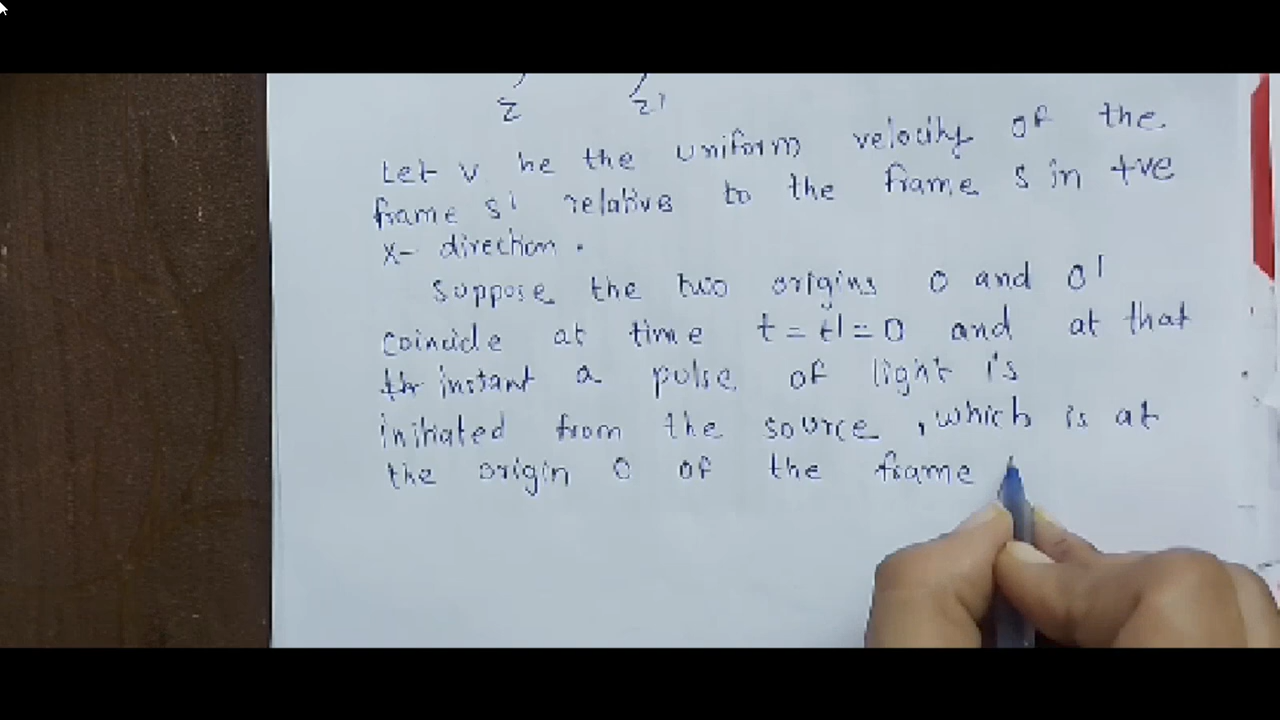 z z'
Let v be the uniform velocity of the
frame s' relative to the frame s in +ve
x- direction.
Suppose the two origins o and o'
coincide at time t = t' = 0 and at that
instant a pulse of light is
initiated from the source, which is at
the origin o of the frame